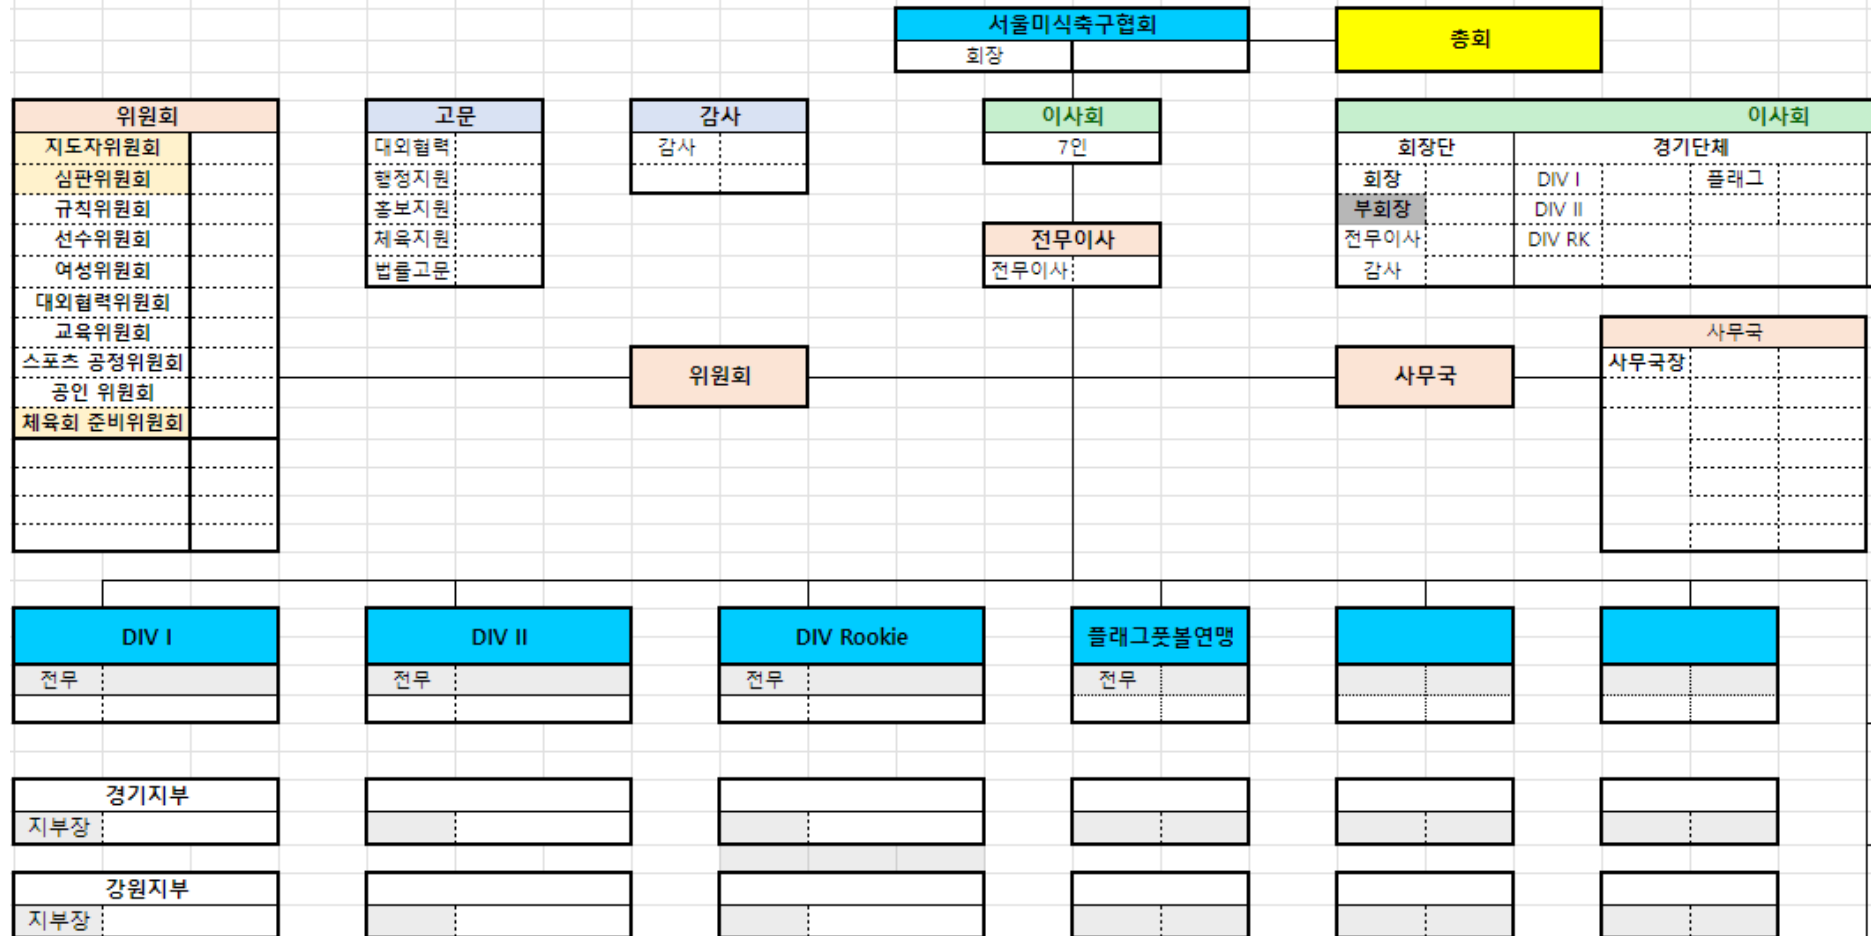 서울미식축구협회
회장
총회
위원회
지도자위원회
심판위원회
규칙위원회
선수위원회
여성위원회
대외협력위원회
교육위원회
스포츠 공정위원회
공인 위원회
체육회 준비위원회
고문
대외협력
행정지원
홍보지원
체육지원
법률고문
감사
감사
이사회
7인
전무이사
전무이사
이사회
회장단 경기단체
회장 DIV I 플래그
부회장 DIV II
전무이사 DIV RK
감사
위원회
사무국
사무국
사무국장
DIV I
전무
DIV II
전무
DIV Rookie
전무
플래그풋볼연맹
전무
경기지부
지부장
강원지부
지부장